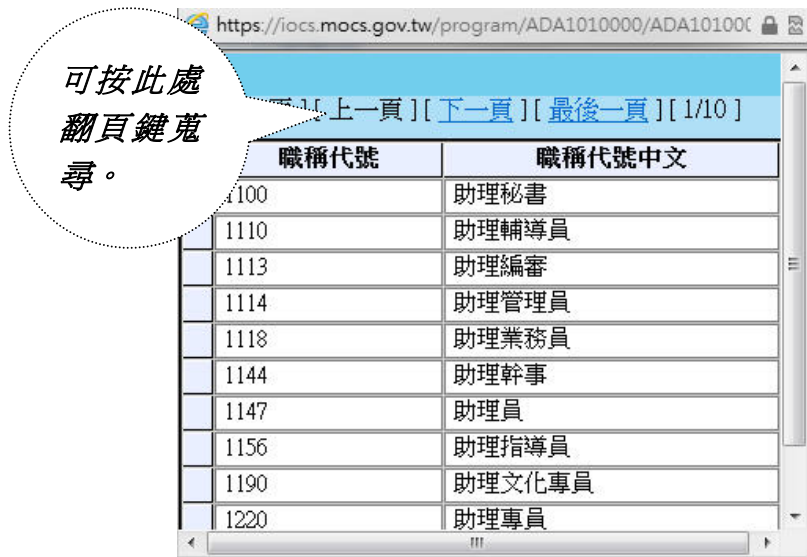 https://iocs.mocs.gov.tw/program/ADA1010000/ADA10100
可按此處
翻頁鍵蒐
尋。
頁 ][ 上一頁 ][ 下一頁 ][ 最後一頁 ][ 1/10 ]
職稱代號 職稱代號中文
1100 助理秘書
1110 助理輔導員
1113 助理編審
1114 助理管理員
1118 助理業務員
1144 助理幹事
1147 助理員
1156 助理指導員
1190 助理文化專員
1220 助理專員